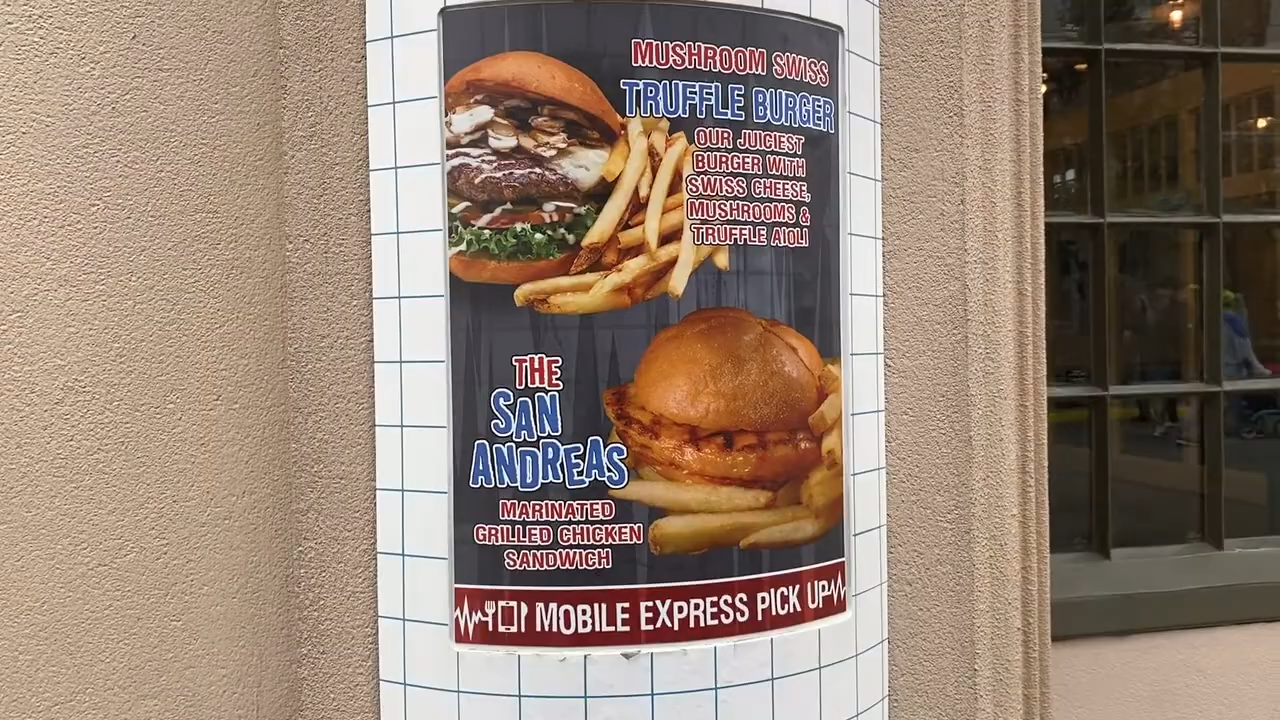 MUSHROOM SWISS
TRUFFLE BURGER
OUR JUICIEST
BURGER WITH
SWISS CHEESE,
MUSHROOMS &
TRUFFLE AIOLI
THE
SAN
ANDREAS
MARINATED
GRILLED CHICKEN
SANDWICH
MOBILE EXPRESS PICK UP